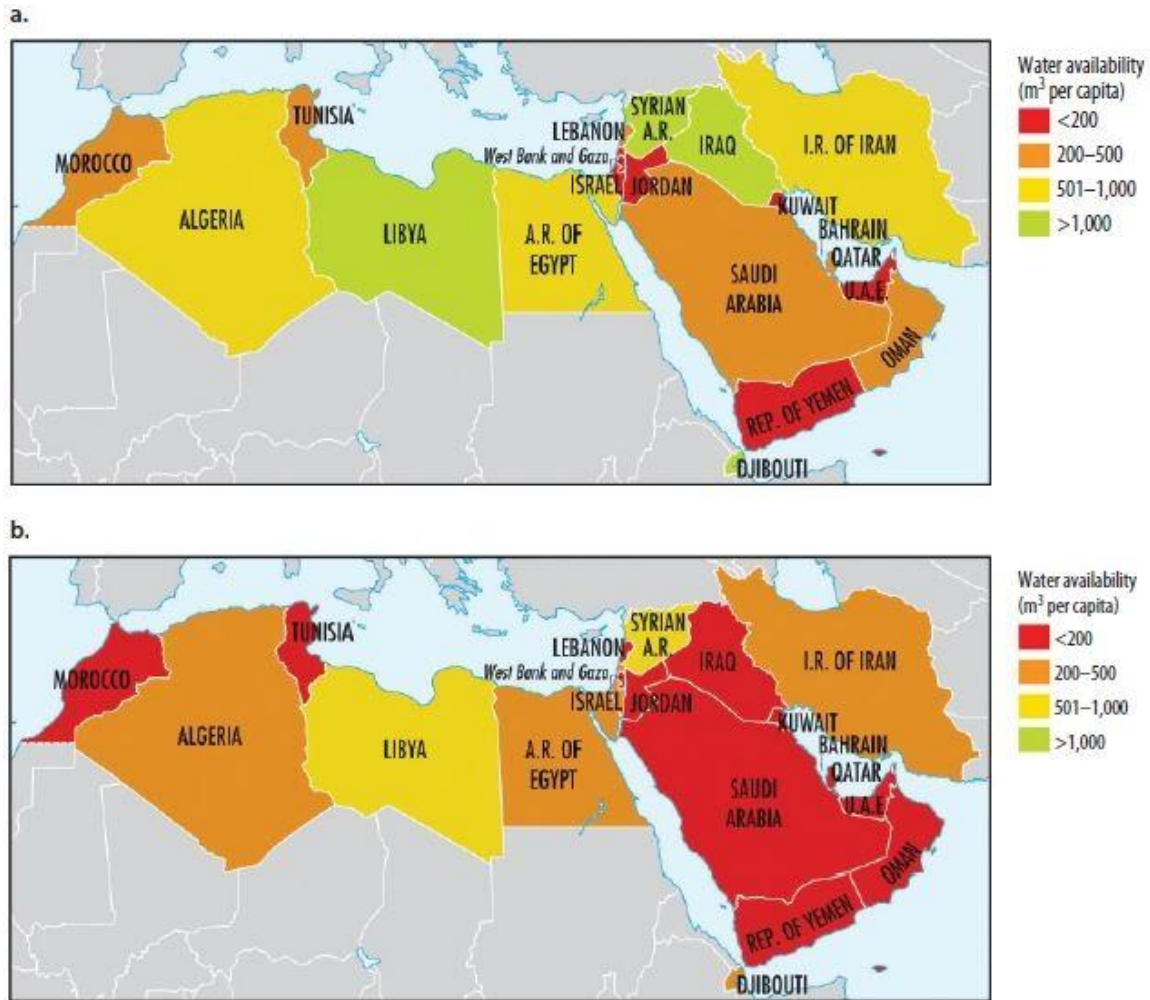 a.
Water availability
(m³ per capita)
<200
200–500
501–1,000
>1,000
TUNISIA
SYRIAN
A.R.
LEBANON
IRAQ
I.R. OF IRAN
MOROCCO
West Bank and Gaza
ISRAEL
JORDAN
ALGERIA
LIBYA
A.R. OF
EGYPT
KUWAIT
BAHRAIN
QATAR
SAUDI
ARABIA
U.A.E.
OMAN
REP. OF YEMEN
DJIBOUTI
b.
Water availability
(m³ per capita)
<200
200–500
501–1,000
>1,000
TUNISIA
SYRIAN
A.R.
LEBANON
IRAQ
I.R. OF IRAN
MOROCCO
West Bank and Gaza
ISRAEL
JORDAN
ALGERIA
LIBYA
A.R. OF
EGYPT
KUWAIT
BAHRAIN
QATAR
SAUDI
ARABIA
U.A.E.
OMAN
REP. OF YEMEN
DJIBOUTI